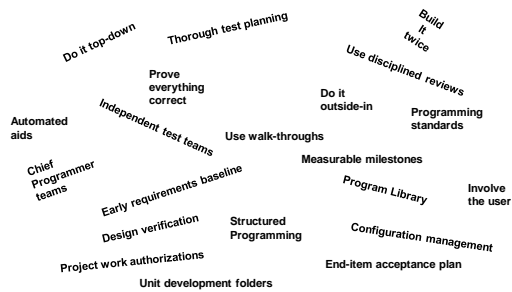 Do it top-down
Thorough test planning
Build
It
twice
Use disciplined reviews
Prove
everything
correct
Do it
outside-in
Programming
standards
Automated
aids
Independent test teams
Use walk-throughs
Measurable milestones
Chief
Programmer
teams
Early requirements baseline
Program Library
Involve
the user
Design verification
Structured
Programming
Configuration management
Project work authorizations
End-item acceptance plan
Unit development folders